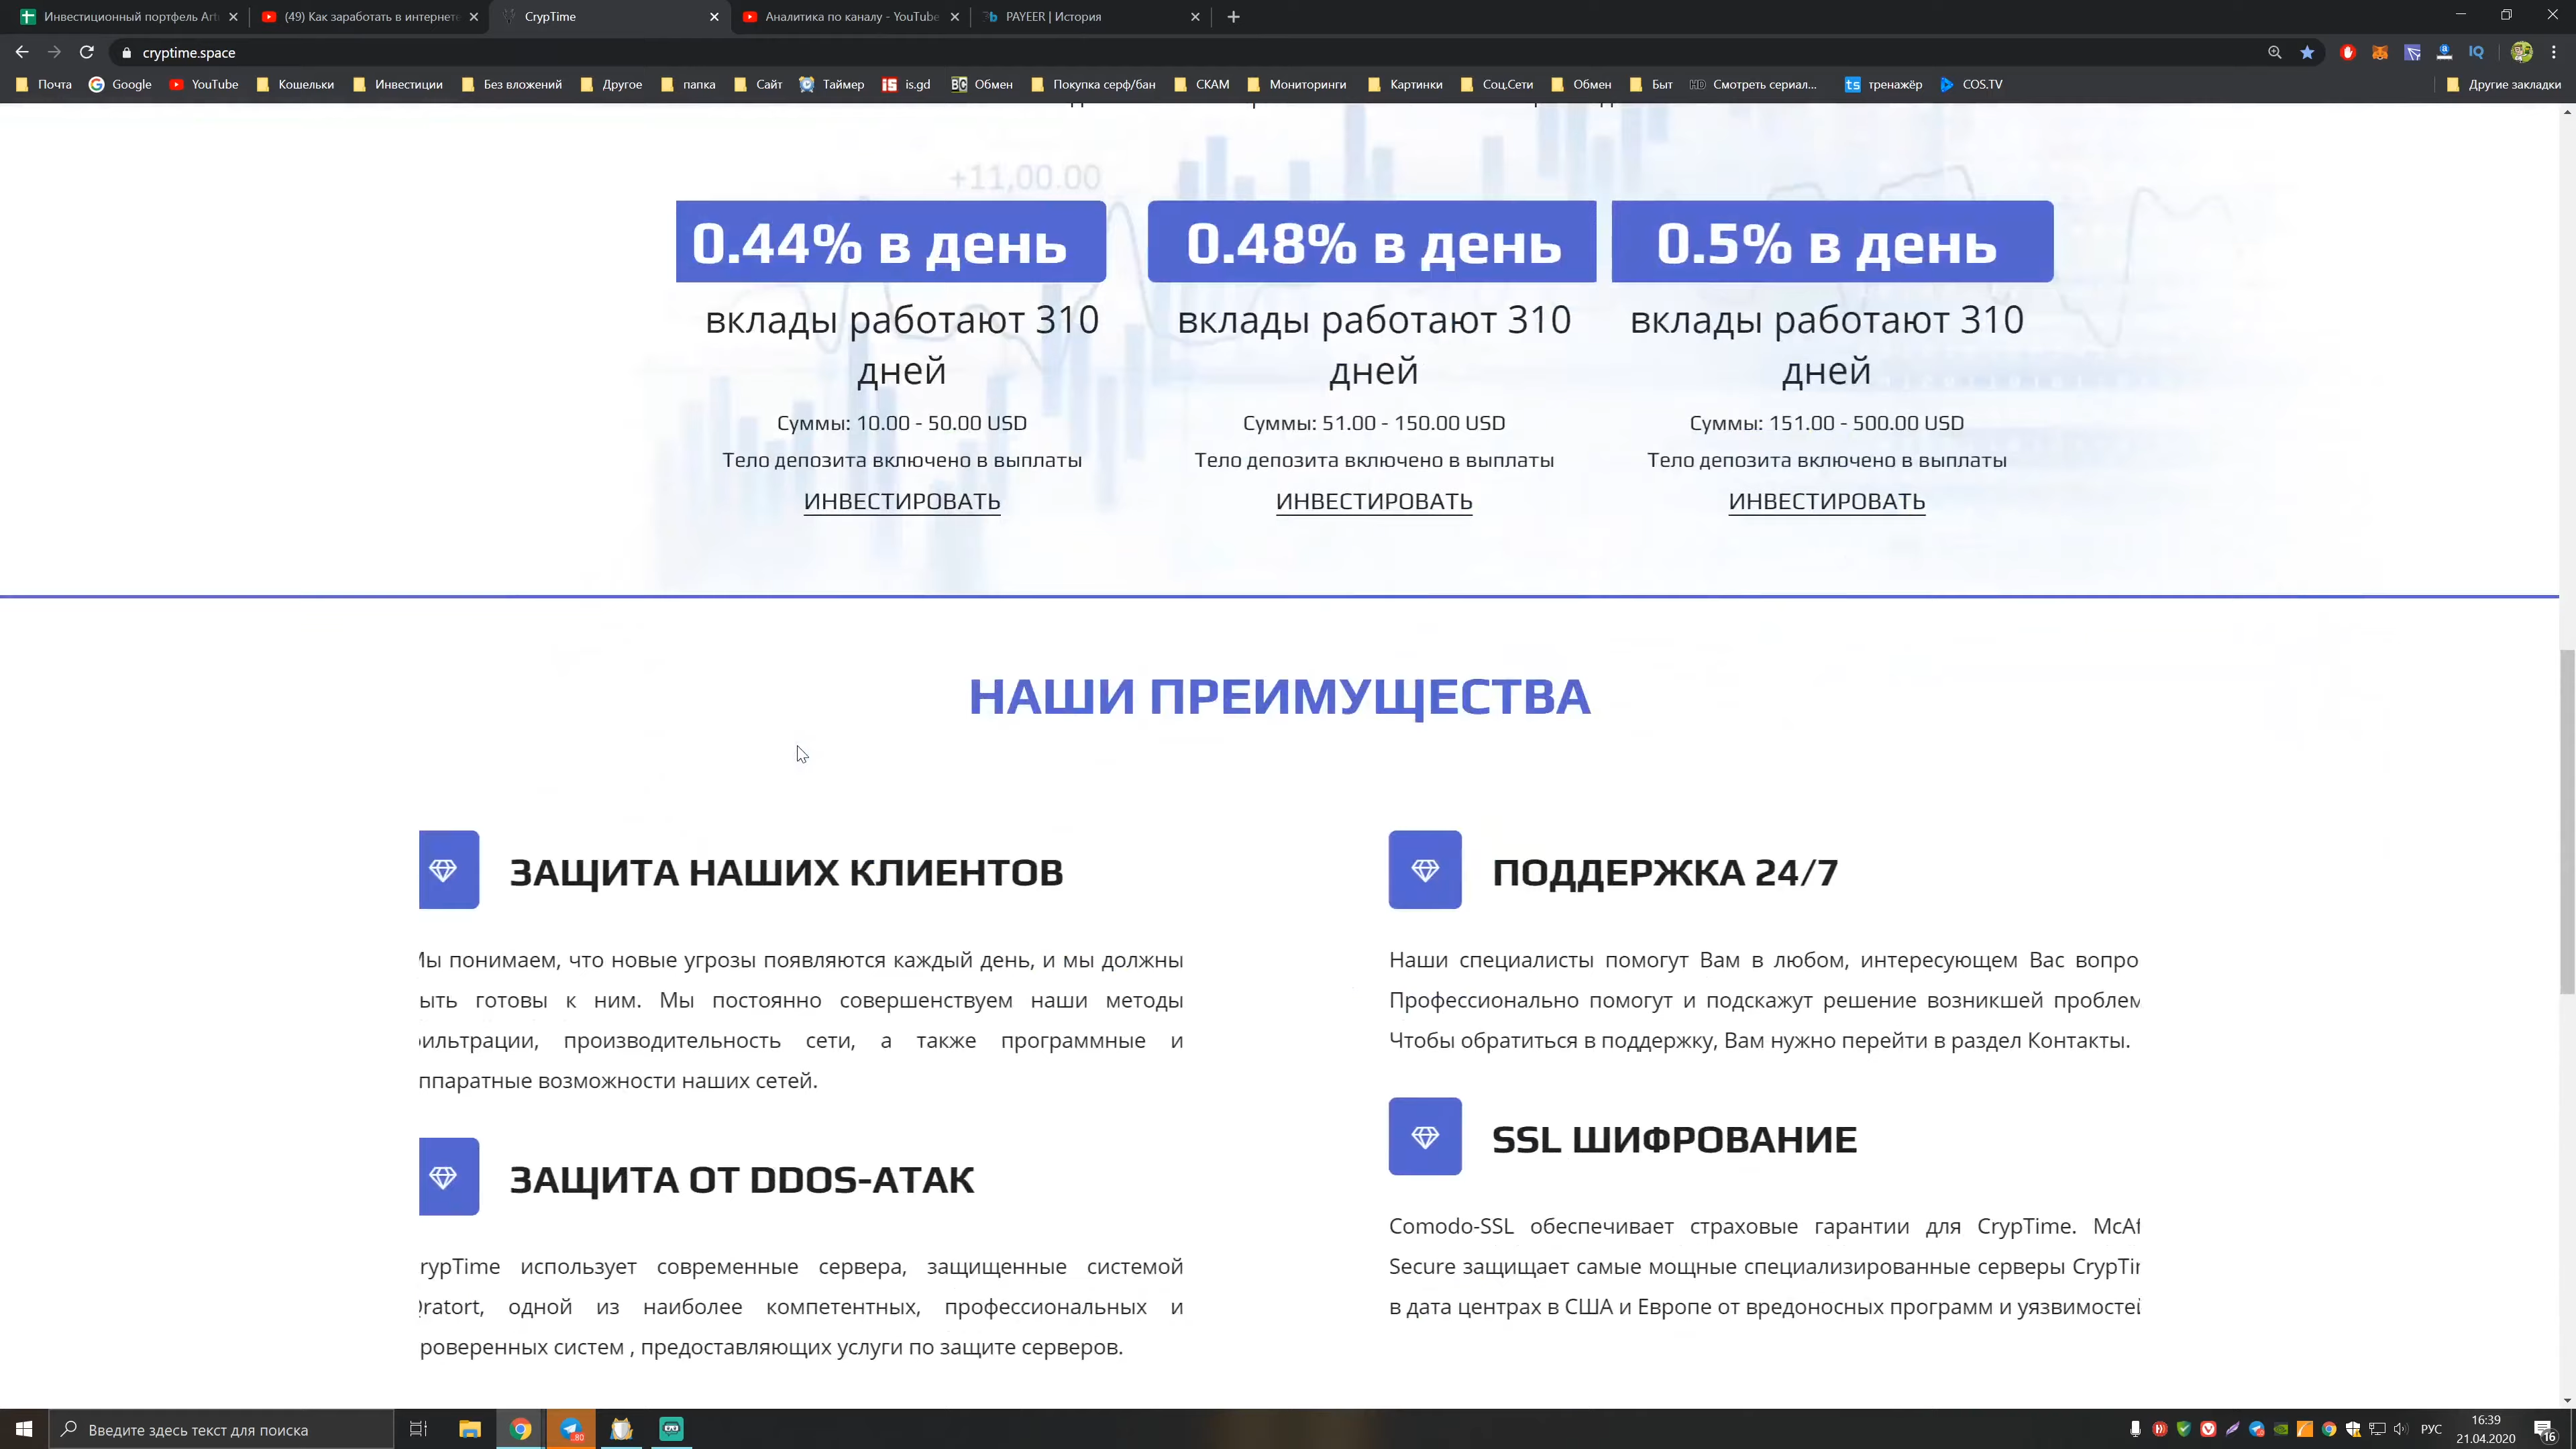 Инвестиционный портфель Art
(49) Как заработать в интернете
CrypTime
Аналитика по каналу - YouTube
PAYEER | История
cryptime.space
Почта
Google
YouTube
Кошельки
Инвестиции
Без вложений
Другое
папка
Сайт
Таймер
is.gd
Обмен
Покупка серф/бан
СКАМ
Мониторинги
Картинки
Соц.Сети
Обмен
Быт
HD Смотреть сериал...
ts тренажёр
COS.TV
Другие закладки
+11,00.00
0.44% в день
вклады работают 310
дней
Суммы: 10.00 - 50.00 USD
Тело депозита включено в выплаты
ИНВЕСТИРОВАТЬ
0.48% в день
вклады работают 310
дней
Суммы: 51.00 - 150.00 USD
Тело депозита включено в выплаты
ИНВЕСТИРОВАТЬ
0.5% в день
вклады работают 310
дней
Суммы: 151.00 - 500.00 USD
Тело депозита включено в выплаты
ИНВЕСТИРОВАТЬ
НАШИ ПРЕИМУЩЕСТВА
ЗАЩИТА НАШИХ КЛИЕНТОВ
Мы понимаем, что новые угрозы появляются каждый день, и мы должны
ыть готовы к ним. Мы постоянно совершенствуем наши методы
ильтрации, производительность сети, а также программные и
ппаратные возможности наших сетей.
ЗАЩИТА ОТ DDOS-АТАК
rypTime использует современные сервера, защищенные системой
ratort, одной из наиболее компетентных, профессиональных и
роверенных систем , предоставляющих услуги по защите серверов.
ПОДДЕРЖКА 24/7
Наши специалисты помогут Вам в любом, интересующем Вас вопро
Профессионально помогут и подскажут решение возникшей проблем
Чтобы обратиться в поддержку, Вам нужно перейти в раздел Контакты.
SSL ШИФРОВАНИЕ
Comodo-SSL обеспечивает страховые гарантии для CrypTime. McAf
Secure защищает самые мощные специализированные серверы CrypTi
в дата центрах в США и Европе от вредоносных программ и уязвимостей
Введите здесь текст для поиска
РУС
16:39
21.04.2020
16